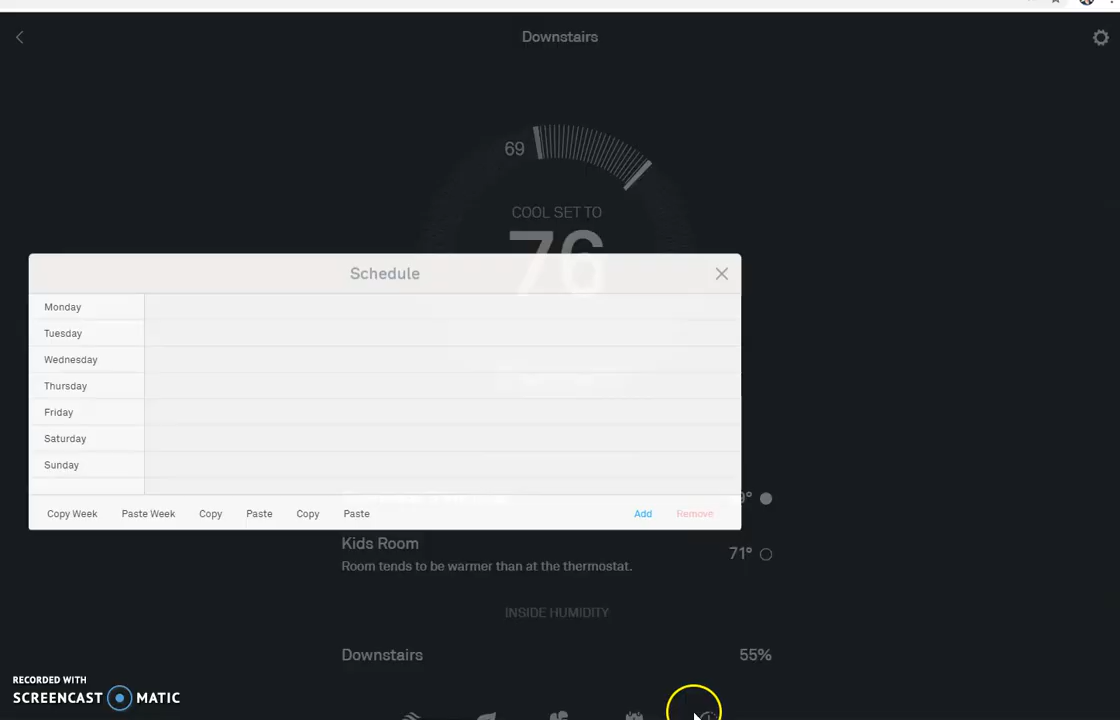 Downstairs
69
COOL SET TO
76
Schedule
Monday
Tuesday
Wednesday
Thursday
Friday
Saturday
Sunday
Copy Week Paste Week Copy Paste Copy Paste Add Remove
Kids Room 71°
Room tends to be warmer than at the thermostat.
INSIDE HUMIDITY
Downstairs 55%
RECORDED WITH
SCREENCAST MATIC